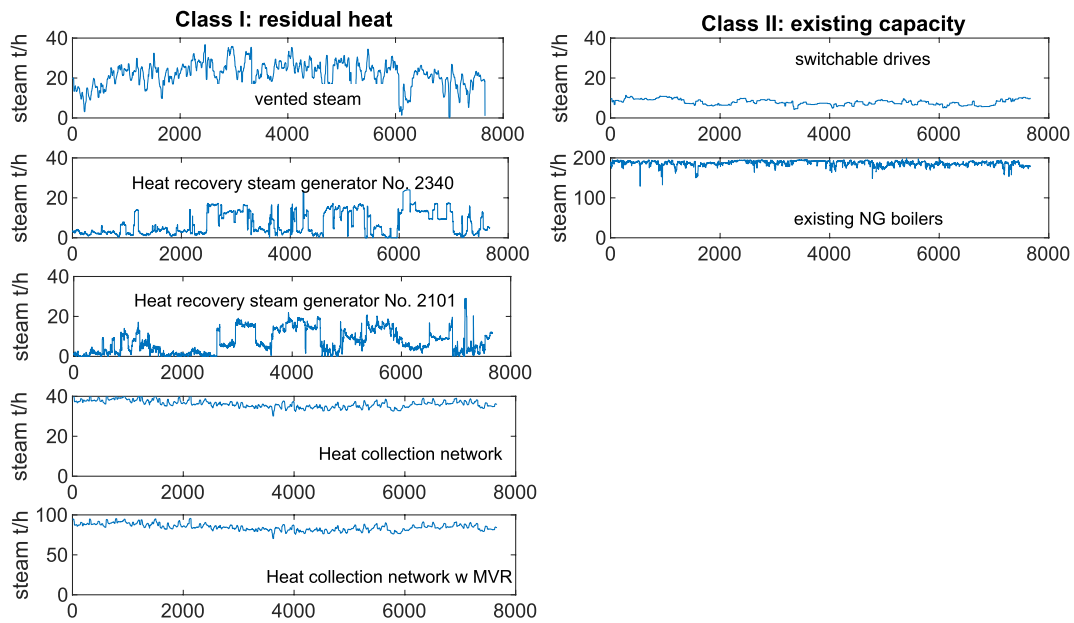 Class I: residual heat
steam t/h
40
20
0
vented steam
0 2000 4000 6000 8000
steam t/h
40
20
0
Heat recovery steam generator No. 2340
0 2000 4000 6000 8000
steam t/h
40
20
0
Heat recovery steam generator No. 2101
0 2000 4000 6000 8000
steam t/h
40
20
0
Heat collection network
0 2000 4000 6000 8000
steam t/h
100
50
0
Heat collection network w MVR
0 2000 4000 6000 8000
Class II: existing capacity
steam t/h
40
20
0
switchable drives
0 2000 4000 6000 8000
steam t/h
200
100
0
existing NG boilers
0 2000 4000 6000 8000